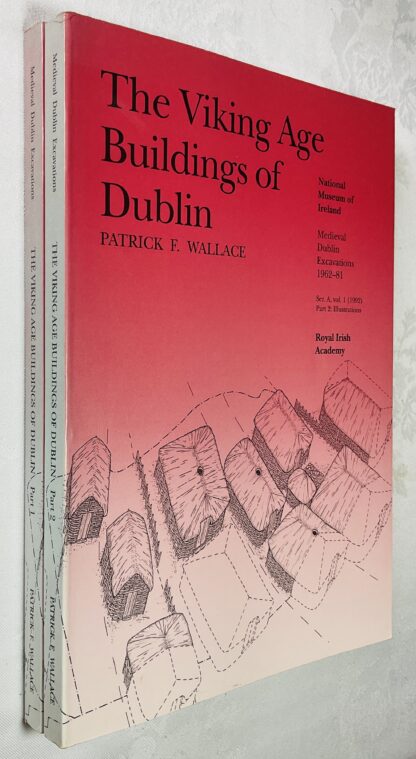 The Viking Age
Buildings of
Dublin
PATRICK F. WALLACE
National
Museum of
Ireland
Medieval
Dublin
Excavations
1962–81
Ser. A, vol. 1 (1992)
Part 2: Illustrations
Royal Irish
Academy
Medieval Dublin Excavations
THE VIKING AGE BUILDINGS OF DUBLIN
Part 1
PATRICK F. WALLACE
Medieval Dublin Excavations
THE VIKING AGE BUILDINGS OF DUBLIN
Part 2
PATRICK F. WALLACE